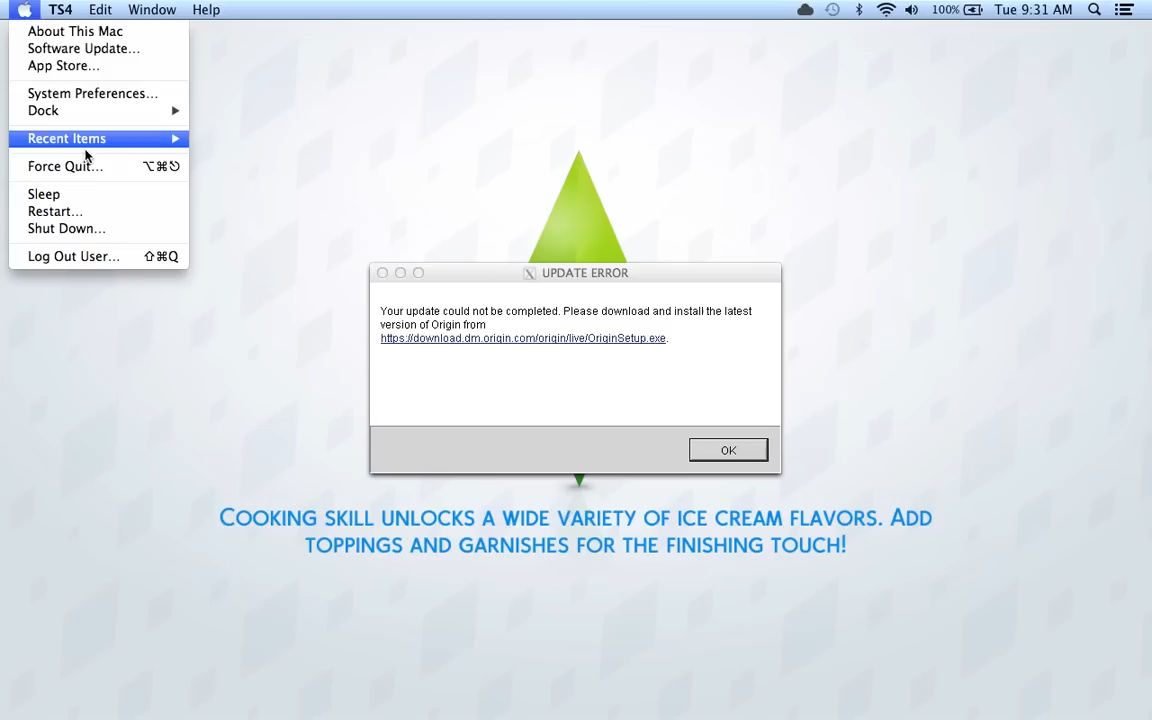 TS4 Edit Window Help 100% Tue 9:31 AM
About This Mac
Software Update...
App Store...
System Preferences...
Dock
Recent Items
Force Quit... ⌥⌘⎋
Sleep
Restart...
Shut Down...
Log Out User... ⇧⌘Q
UPDATE ERROR
Your update could not be completed. Please download and install the latest
version of Origin from
https://download.dm.origin.com/origin/live/OriginSetup.exe.
OK
COOKING SKILL UNLOCKS A WIDE VARIETY OF ICE CREAM FLAVORS. ADD
TOPPINGS AND GARNISHES FOR THE FINISHING TOUCH!